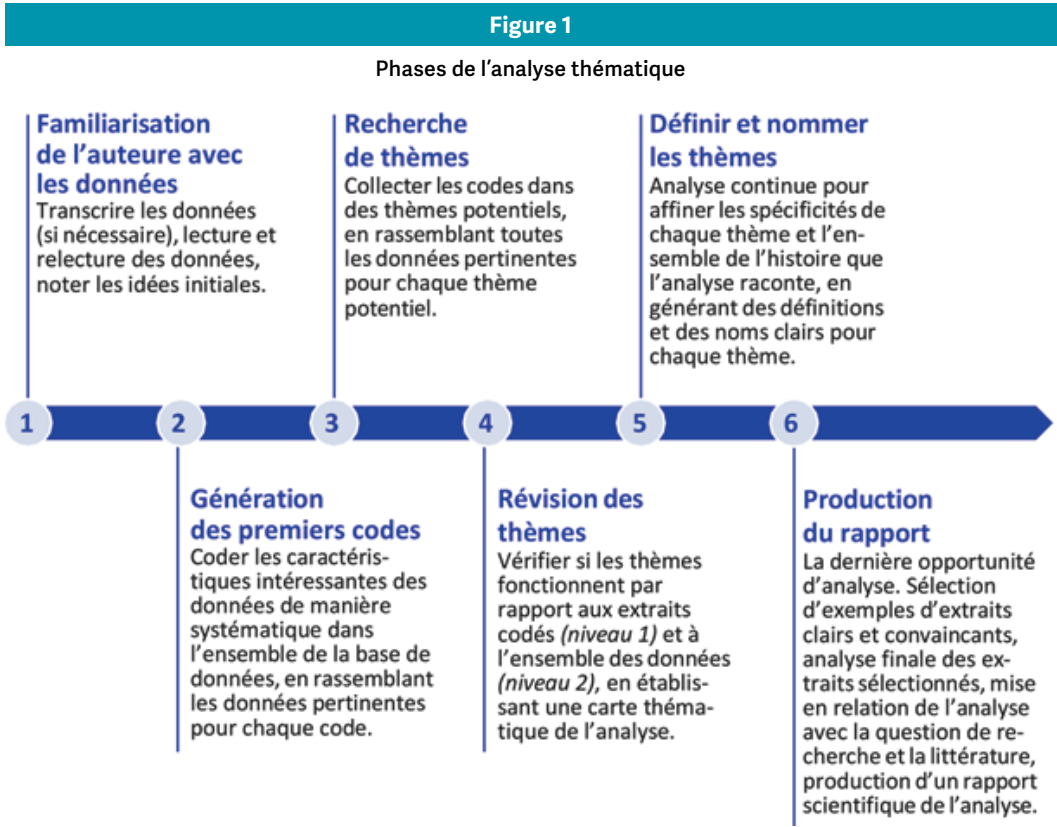 Figure 1
Phases de l’analyse thématique
Familiarisation
de l’auteure avec
les données
Transcrire les données
(si nécessaire), lecture et
relecture des données,
noter les idées initiales.
Recherche
de thèmes
Collecter les codes dans
des thèmes potentiels,
en rassemblant toutes
les données pertinentes
pour chaque thème
potentiel.
Définir et nommer
les thèmes
Analyse continue pour
affiner les spécificités de
chaque thème et l’en-
semble de l’histoire que
l’analyse raconte, en
générant des définitions
et des noms clairs pour
chaque thème.
1
2
3
4
5
6
Génération
des premiers codes
Coder les caractéris-
tiques intéressantes des
données de manière
systématique dans
l’ensemble de la base de
données, en rassemblant
les données pertinentes
pour chaque code.
Révision des
thèmes
Vérifier si les thèmes
fonctionnent par
rapport aux extraits
codés (niveau 1) et à
l’ensemble des données
(niveau 2), en établis-
sant une carte théma-
tique de l’analyse.
Production
du rapport
La dernière opportunité
d’analyse. Sélection
d’exemples d’extraits
clairs et convaincants,
analyse finale des ex-
traits sélectionnés, mise
en relation de l’analyse
avec la question de re-
cherche et la littérature,
production d’un rapport
scientifique de l’analyse.